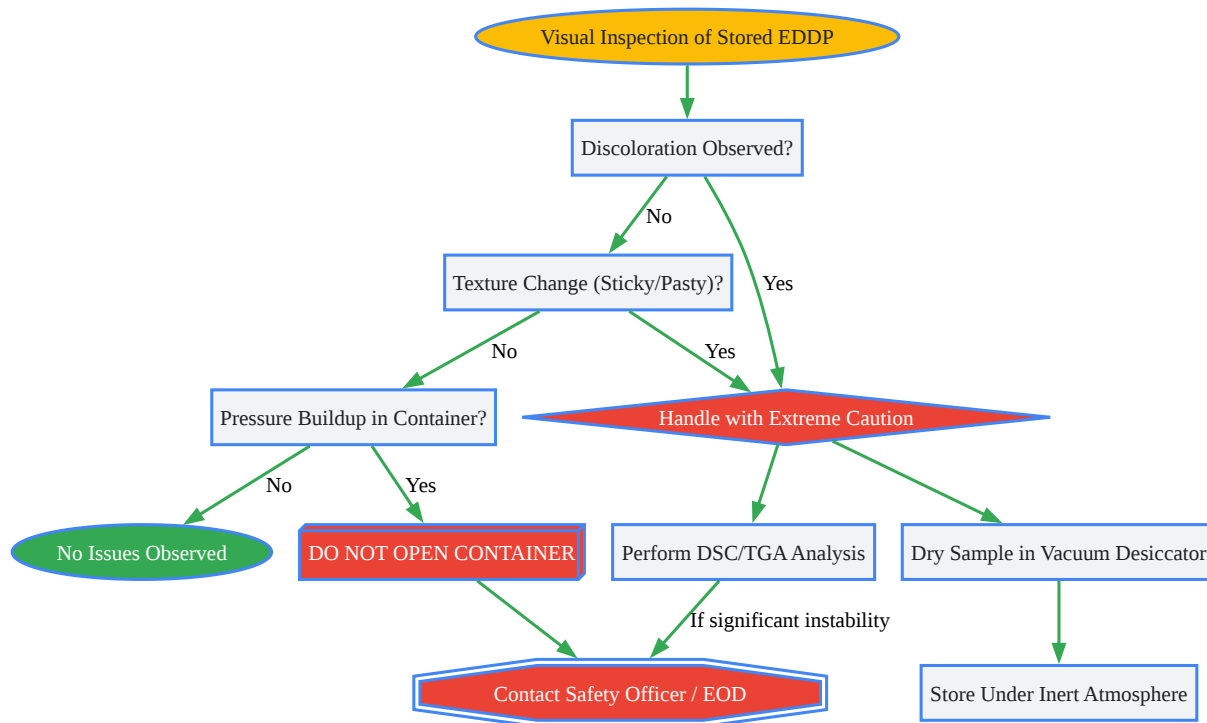 Visual Inspection of Stored EDDP
Discoloration Observed?
No
Yes
Texture Change (Sticky/Pasty)?
No
Yes
Pressure Buildup in Container?
Handle with Extreme Caution
No
Yes
No Issues Observed
DO NOT OPEN CONTAINER
Perform DSC/TGA Analysis
Dry Sample in Vacuum Desiccator
If significant instability
Contact Safety Officer / EOD
Store Under Inert Atmosphere